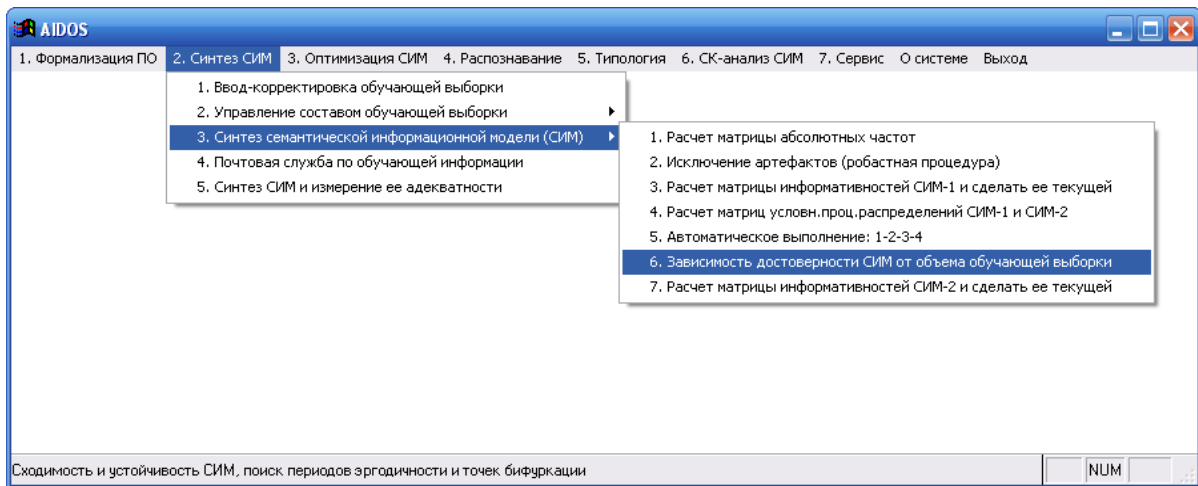 AIDOS
1. Формализация ПО 2. Синтез СИМ 3. Оптимизация СИМ 4. Распознавание 5. Типология 6. СК-анализ СИМ 7. Сервис О системе Выход
1. Ввод-корректировка обучающей выборки
2. Управление составом обучающей выборки
3. Синтез семантической информационной модели (СИМ)
4. Почтовая служба по обучающей информации
5. Синтез СИМ и измерение ее адекватности
1. Расчет матрицы абсолютных частот
2. Исключение артефактов (робастная процедура)
3. Расчет матрицы информативностей СИМ-1 и сделать ее текущей
4. Расчет матриц условн.проц.распределений СИМ-1 и СИМ-2
5. Автоматическое выполнение: 1-2-3-4
6. Зависимость достоверности СИМ от объема обучающей выборки
7. Расчет матрицы информативностей СИМ-2 и сделать ее текущей
Сходимость и устойчивость СИМ, поиск периодов эргодичности и точек бифуркации NUM